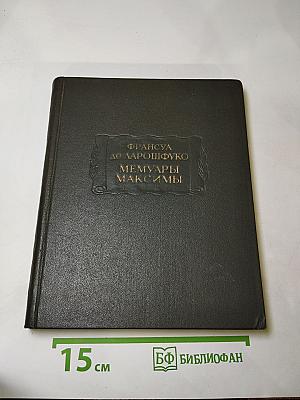 ФРАНСУА
ДЕ ЛАРОШФУКО
МЕМУАРЫ
МАКСИМЫ
15 см
БФ БИБЛИОФАН